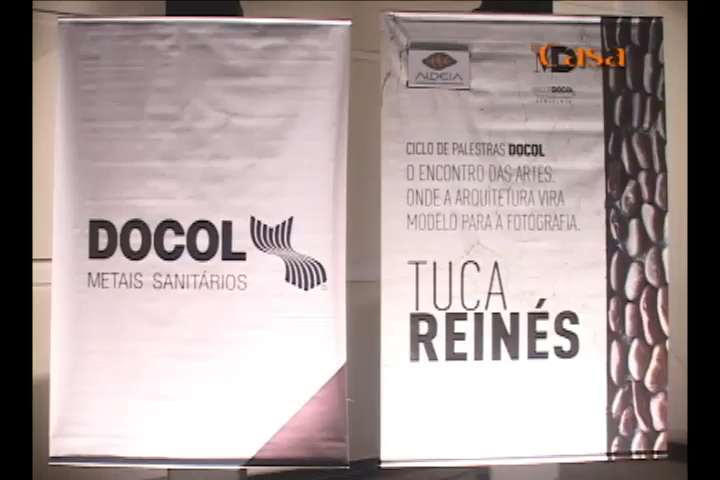 DOCOL
METAIS SANITÁRIOS
ALDEIA
Casa
DOCOL
CICLO DE PALESTRAS DOCOL
O ENCONTRO DAS ARTES.
ONDE A ARQUITETURA VIRA
MODELO PARA A FOTOGRAFIA.
TUCA
REINÉS